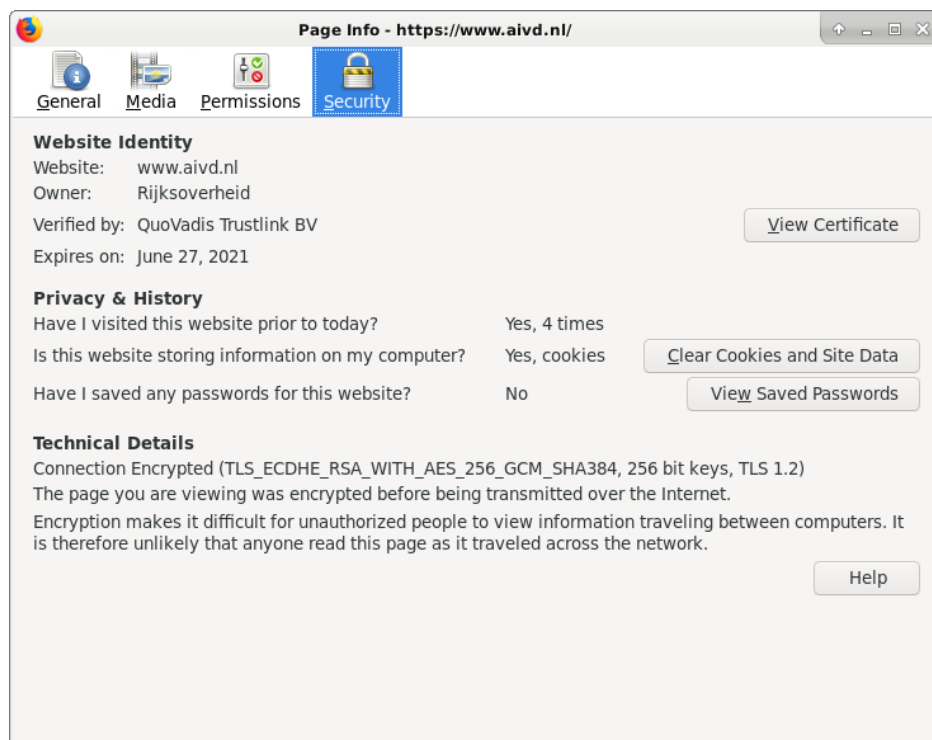 Page Info - https://www.aivd.nl/
General Media Permissions Security
Website Identity
Website: www.aivd.nl
Owner: Rijksoverheid
Verified by: QuoVadis Trustlink BV View Certificate
Expires on: June 27, 2021
Privacy & History
Have I visited this website prior to today? Yes, 4 times
Is this website storing information on my computer? Yes, cookies Clear Cookies and Site Data
Have I saved any passwords for this website? No View Saved Passwords
Technical Details
Connection Encrypted (TLS_ECDHE_RSA_WITH_AES_256_GCM_SHA384, 256 bit keys, TLS 1.2)
The page you are viewing was encrypted before being transmitted over the Internet.
Encryption makes it difficult for unauthorized people to view information traveling between computers. It
is therefore unlikely that anyone read this page as it traveled across the network.
Help